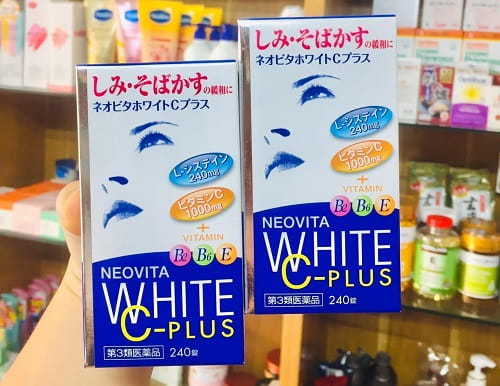 しみ・そばかすの緩和に
ネオビタホワイトCプラス
L-システイン
240mg
ビタミンC
1000mg
+
VITAMIN
B2 B6 E
NEOVITA
WHITE
C-PLUS
第3類医薬品 240錠
しみ・そばかすの緩和に
ネオビタホワイトCプラス
L-システイン
240mg
ビタミンC
1000mg
+
VITAMIN
B2 B6 E
NEOVITA
WHITE
C-PLUS
第3類医薬品 240錠